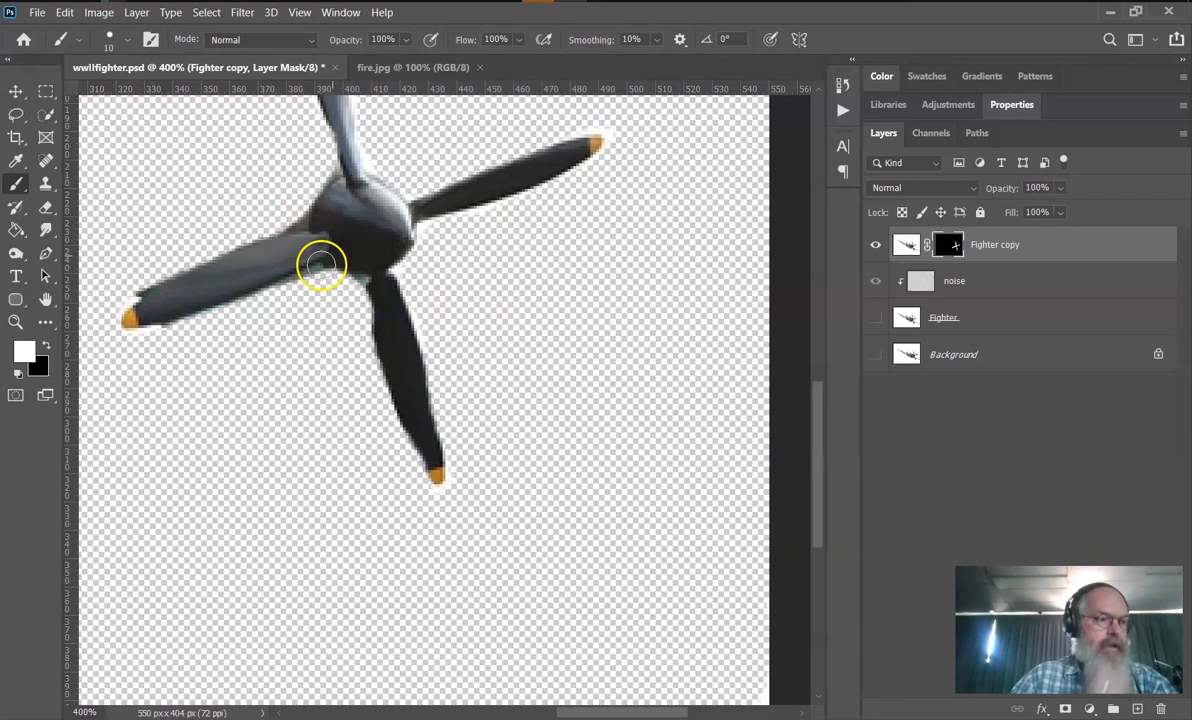 Ps File Edit Image Layer Type Select Filter 3D View Window Help
10 Mode: Normal Opacity: 100% Flow: 100% Smoothing: 10% 0°
wwIIfighter.psd @ 400% (Fighter copy, Layer Mask/8) * × fire.jpg @ 100% (RGB/8) ×
310 320 330 340 350 360 370 380 390 400 410 420 430 440 450 460 470 480 490 500 510 520 530 540 550 560
Color Swatches Gradients Patterns
Libraries Adjustments Properties
Layers Channels Paths
Kind
Normal Opacity: 100%
Lock: Fill: 100%
Fighter copy
noise
Fighter
Background
400% 550 px x 404 px (72 ppi)